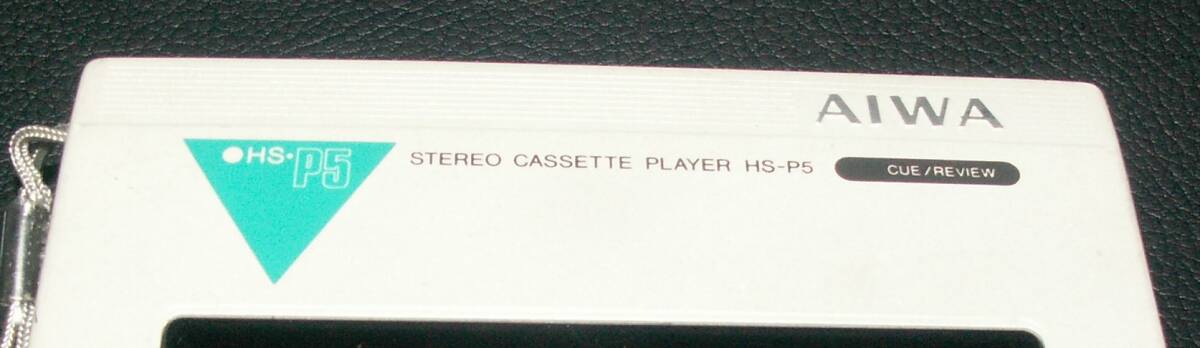 AIWA
●HS·P5
STEREO CASSETTE PLAYER HS-P5
CUE/REVIEW